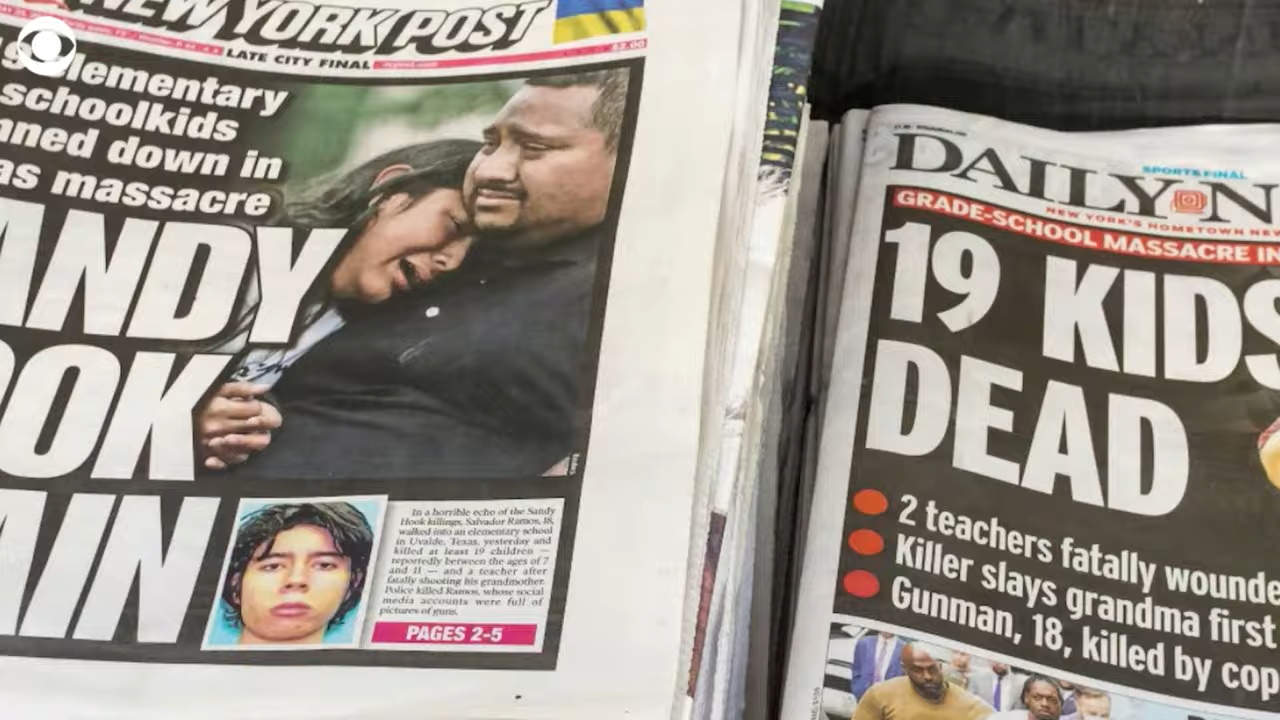 NEW YORK POST
LATE CITY FINAL
$2.00
19 elementary
schoolkids
nned down in
as massacre
ANDY
OOK
AIN
In a horrible echo of the Sandy
Hook killings, Salvador Ramos, 18,
walked into an elementary school
in Uvalde, Texas, yesterday and
killed at least 19 children —
reportedly between the ages of 7
and 11 — and a teacher after
fatally shooting his grandmother.
Police killed Ramos, whose social
media accounts were full of
pictures of guns.
PAGES 2-5
SPORTS FINAL
DAILY N
NEW YORK'S HOMETOWN NEW
GRADE-SCHOOL MASSACRE IN
19 KIDS
DEAD
2 teachers fatally wounde
Killer slays grandma first
Gunman, 18, killed by cop